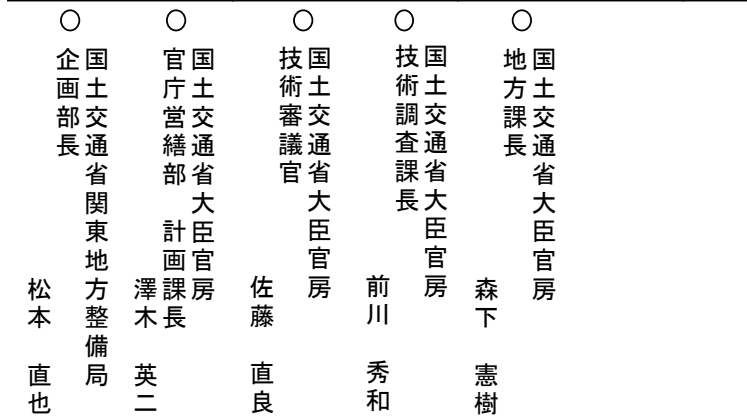 ○
国土交通省大臣官房
地方課長
森下　憲樹
○
国土交通省大臣官房
技術調査課長
前川　秀和
○
国土交通省大臣官房
技術審議官
佐藤　直良
○
国土交通省大臣官房
官庁営繕部　計画課長
澤木　英二
○
国土交通省関東地方整備局
企画部長
松本　直也